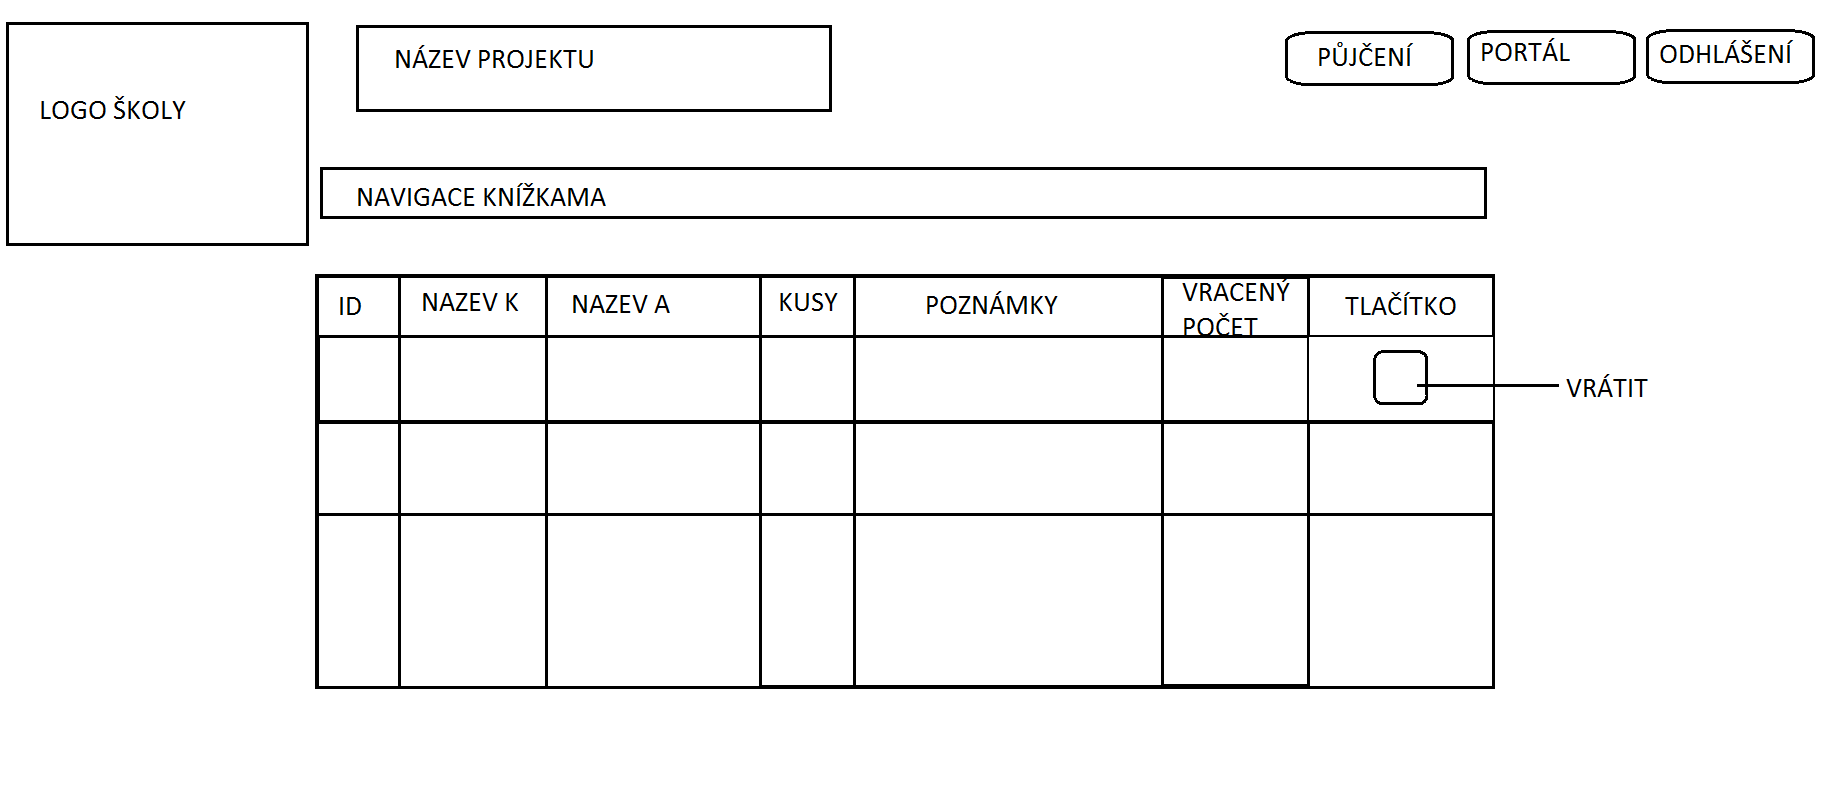 LOGO ŠKOLY
NÁZEV PROJEKTU
PŮJČENÍ
PORTÁL
ODHLÁŠENÍ
NAVIGACE KNÍŽKAMA
ID
NAZEV K
NAZEV A
KUSY
POZNÁMKY
VRACENÝ
POČET
TLAČÍTKO
VRÁTIT